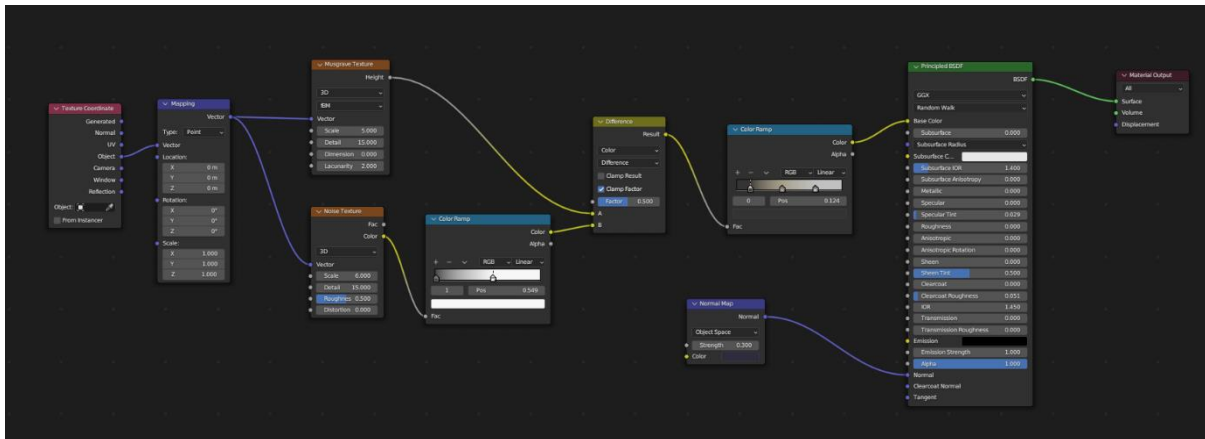 Texture Coordinate
Generated
Normal
UV
Object
Camera
Window
Reflection
Object:
From Instancer
Mapping
Vector
Type: Point
Vector
Location:
X 0 m
Y 0 m
Z 0 m
Rotation:
X 0°
Y 0°
Z 0°
Scale:
X 1.000
Y 1.000
Z 1.000
Musgrave Texture
Height
3D
fBM
Vector
Scale 5.000
Detail 15.000
Dimension 0.000
Lacunarity 2.000
Noise Texture
Fac
Color
3D
Vector
Scale 6.000
Detail 15.000
Roughness 0.500
Distortion 0.000
Color Ramp
Color
Alpha
RGB Linear
1 Pos 0.549
Fac
Difference
Result
Color
Difference
Clamp Result
Clamp Factor
Factor 0.500
A
B
Color Ramp
Color
Alpha
RGB Linear
0 Pos 0.124
Fac
Normal Map
Normal
Object Space
Strength 0.300
Color
Principled BSDF
BSDF
GGX
Random Walk
Base Color
Subsurface 0.000
Subsurface Radius
Subsurface C...
Subsurface IOR 1.400
Subsurface Anisotropy 0.000
Metallic 0.000
Specular 0.000
Specular Tint 0.029
Roughness 0.000
Anisotropic 0.000
Anisotropic Rotation 0.000
Sheen 0.000
Sheen Tint 0.500
Clearcoat 0.000
Clearcoat Roughness 0.051
IOR 1.450
Transmission 0.000
Transmission Roughness 0.000
Emission
Emission Strength 1.000
Alpha 1.000
Normal
Clearcoat Normal
Tangent
Material Output
All
Surface
Volume
Displacement